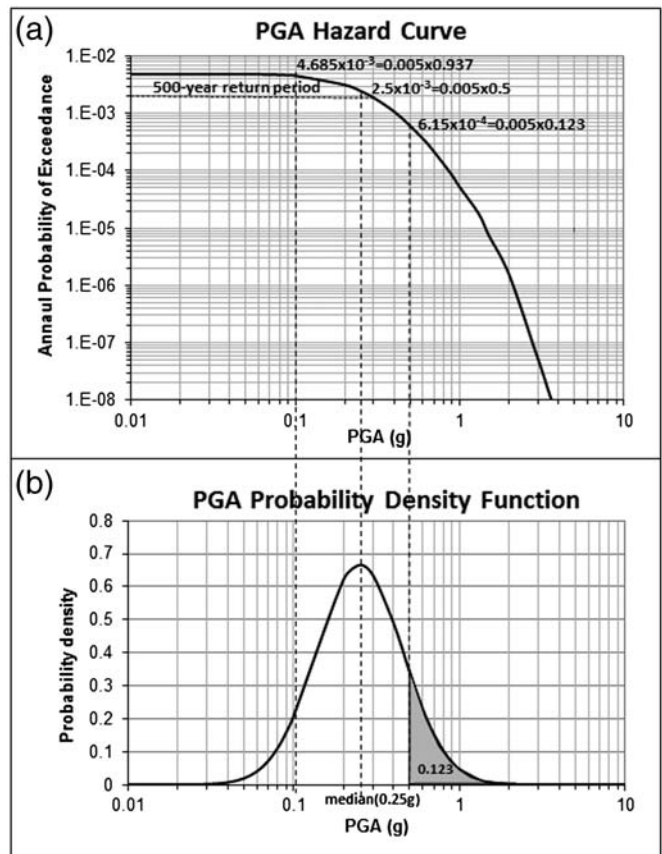 (a)
PGA Hazard Curve
1.E-02
1.E-03
1.E-04
1.E-05
1.E-06
1.E-07
1.E-08
Annaul Probability of Exceedance
4.685x10⁻³=0.005x0.937
500-year return period
2.5x10⁻³=0.005x0.5
6.15x10⁻⁴=0.005x0.123
0.01 0.1 1 10
PGA (g)
(b)
PGA Probability Density Function
0.8
0.7
0.6
0.5
0.4
0.3
0.2
0.1
0
Probability density
0.123
0.01 0.1 median(0.25g) 1 10
PGA (g)